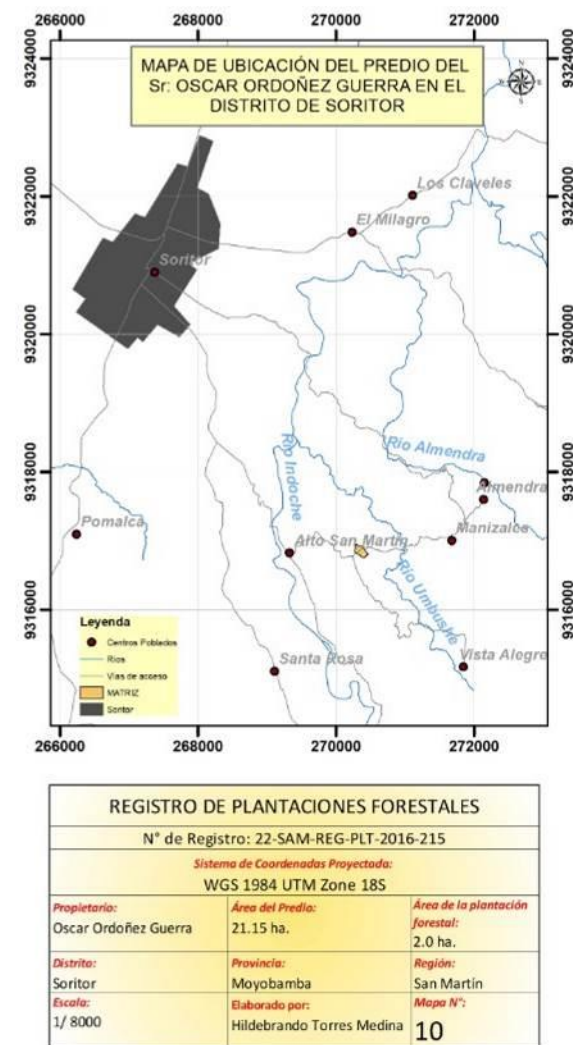 266000 268000 270000 272000
MAPA DE UBICACIÓN DEL PREDIO DEL
Sr: OSCAR ORDOÑEZ GUERRA EN EL
DISTRITO DE SORITOR
N
E
S
9324000 9324000
9322000 9322000
9320000 9320000
9318000 9318000
9316000 9316000
Los Claveles
El Milagro
Soritor
Rio Almendra
Rio Indoche
Almendra
Pomalca
Alto San Martin
Manizales
Rio Umbushe
Vista Alegre
Santa Rosa
Leyenda
Centros Poblados
Rios
Vias de acceso
MATRIZ
Soritor
266000 268000 270000 272000
REGISTRO DE PLANTACIONES FORESTALES
N° de Registro: 22-SAM-REG-PLT-2016-215
Sistema de Coordenadas Proyectada:
WGS 1984 UTM Zone 18S
Propietario: Área del Predio: Área de la plantación
forestal:
Oscar Ordoñez Guerra 21.15 ha. 2.0 ha.
Distrito: Provincia: Región:
Soritor Moyobamba San Martín
Escala: Elaborado por: Mapa N°:
1/ 8000 Hildebrando Torres Medina 10